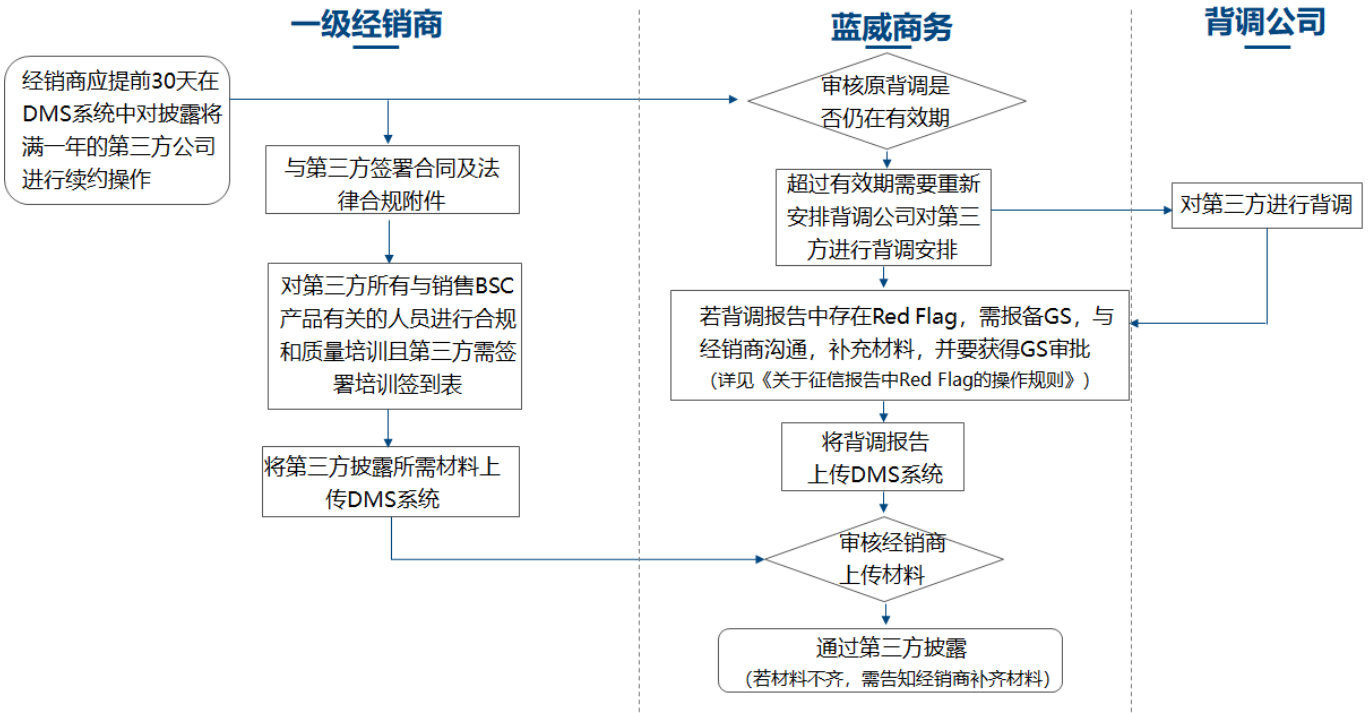 一级经销商
蓝威商务
背调公司
经销商应提前30天在
DMS系统中对披露将
满一年的第三方公司
进行续约操作
与第三方签署合同及法
律合规附件
对第三方所有与销售BSC
产品有关的人员进行合规
和质量培训且第三方需签
署培训签到表
将第三方披露所需材料上
传DMS系统
审核原背调是
否仍在有效期
超过有效期需要重新
安排背调公司对第三
方进行背调安排
对第三方进行背调
若背调报告中存在Red Flag，需报备GS，与
经销商沟通，补充材料，并要获得GS审批
（详见《关于征信报告中Red Flag的操作规则》）
将背调报告
上传DMS系统
审核经销商
上传材料
通过第三方披露
（若材料不齐，需告知经销商补齐材料）